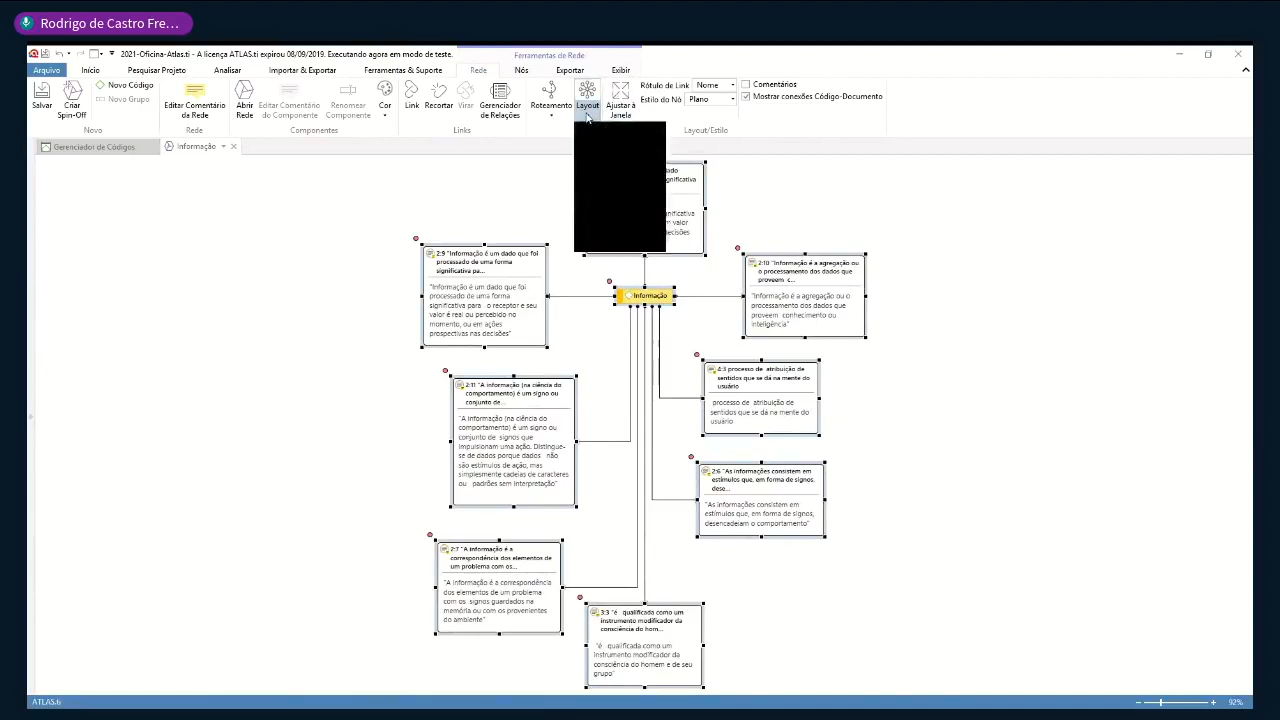 Rodrigo de Castro Fre...
2021-Oficina-Atlas.ti - A licença ATLAS.ti expirou 08/09/2019. Executando agora em modo de teste.
Ferramentas de Rede
Arquivo Início Pesquisar Projeto Analisar Importar & Exportar Ferramentas & Suporte Rede Nós Exportar Exibir
Salvar
Criar
Spin-Off
Novo Código
Novo Grupo
Novo
Editar Comentário
da Rede
Rede
Abrir
Rede
Editar Comentário
do Componente
Renomear
Componente
Cor
Componentes
Link
Recortar
Virar
Gerenciador
de Relações
Links
Roteamento
Layout
Ajustar à
Janela
Rótulo de Link Nome
Estilo do Nó Plano
Comentários
Mostrar conexões Código-Documento
Layout/Estilo
Gerenciador de Códigos
Informação
2:9 "Informação é um dado que foi
processado de uma forma
significativa pa...
"Informação é um dado que foi
processado de uma forma
significativa para o receptor e seu
valor é real ou percebido no
momento, ou em ações
prospectivas nas decisões"
Informação
2:10 "Informação é a agregação ou
o processamento dos dados que
proveem c...
"Informação é a agregação ou o
processamento dos dados que
proveem conhecimento ou
inteligência"
4:3 processo de atribuição de
sentidos que se dá na mente do
usuário
processo de atribuição de
sentidos que se dá na mente do
usuário
2:11 "A informação (na ciência do
comportamento) é um signo ou
conjunto de...
"A informação (na ciência do
comportamento) é um signo ou
conjunto de signos que
impulsionam uma ação. Distingue-
se de dados porque dados não
são estímulos de ação, mas
simplesmente cadeias de caracteres
ou padrões sem interpretação"
2:6 "As informações consistem em
estímulos que, em forma de signos,
dese...
"As informações consistem em
estímulos que, em forma de signos,
desencadeiam o comportamento"
2:7 "A informação é a
correspondência dos elementos de
um problema com os...
"A informação é a correspondência
dos elementos de um problema
com os signos guardados na
memória ou com os provenientes
do ambiente"
3:3 "é qualificada como um
instrumento modificador da
consciência do hom...
"é qualificada como um
instrumento modificador da
consciência do homem e de seu
grupo"
ATLAS.ti
92%